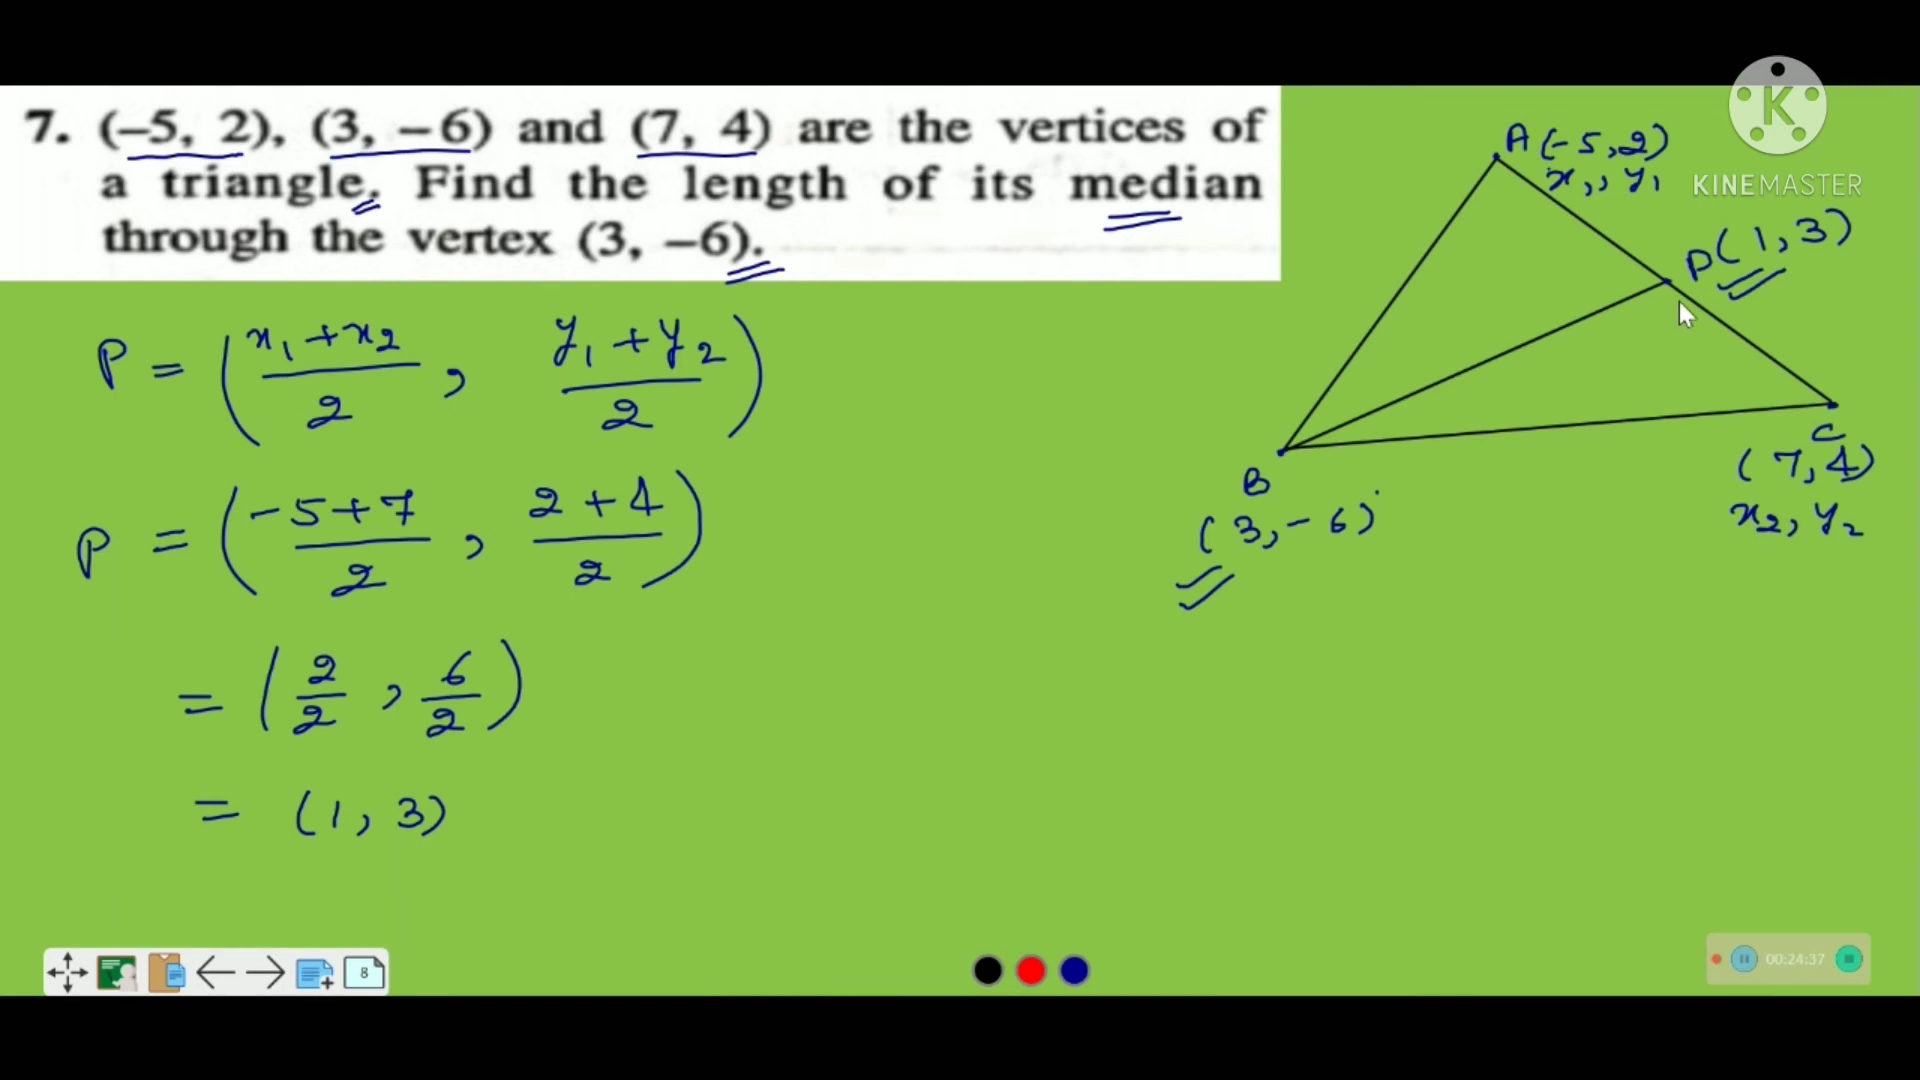 7. (–5, 2), (3, –6) and (7, 4) are the vertices of
a triangle. Find the length of its median
through the vertex (3, –6).
P = (x₁+x₂/2, y₁+y₂/2)
P = (-5+7/2, 2+4/2)
= (2/2, 6/2)
= (1, 3)
A (-5, 2)
x₁, y₁
KINEMASTER
P (1, 3)
B
(3, -6)
C
(7, 4)
x₂, y₂
8
00:24:37